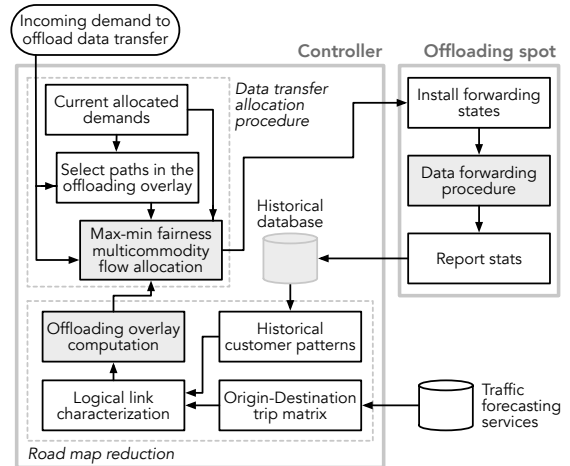 Incoming demand to
offload data transfer
Controller
Offloading spot
Current allocated
demands
Data transfer
allocation
procedure
Install forwarding
states
Select paths in the
offloading overlay
Data forwarding
procedure
Historical
database
Max-min fairness
multicommodity
flow allocation
Report stats
Offloading overlay
computation
Historical
customer patterns
Logical link
characterization
Origin-Destination
trip matrix
Traffic
forecasting
services
Road map reduction